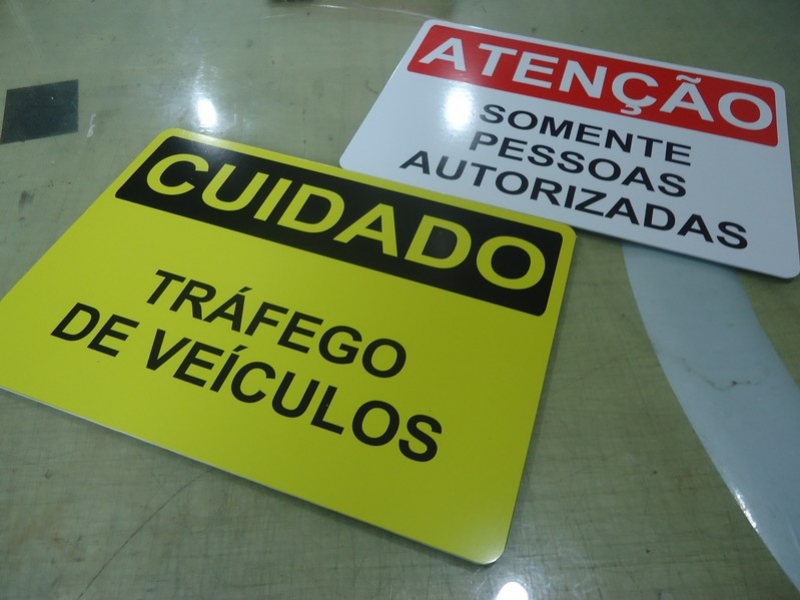 CUIDADO
TRÁFEGO
DE VEÍCULOS
ATENÇÃO
SOMENTE
PESSOAS
AUTORIZADAS